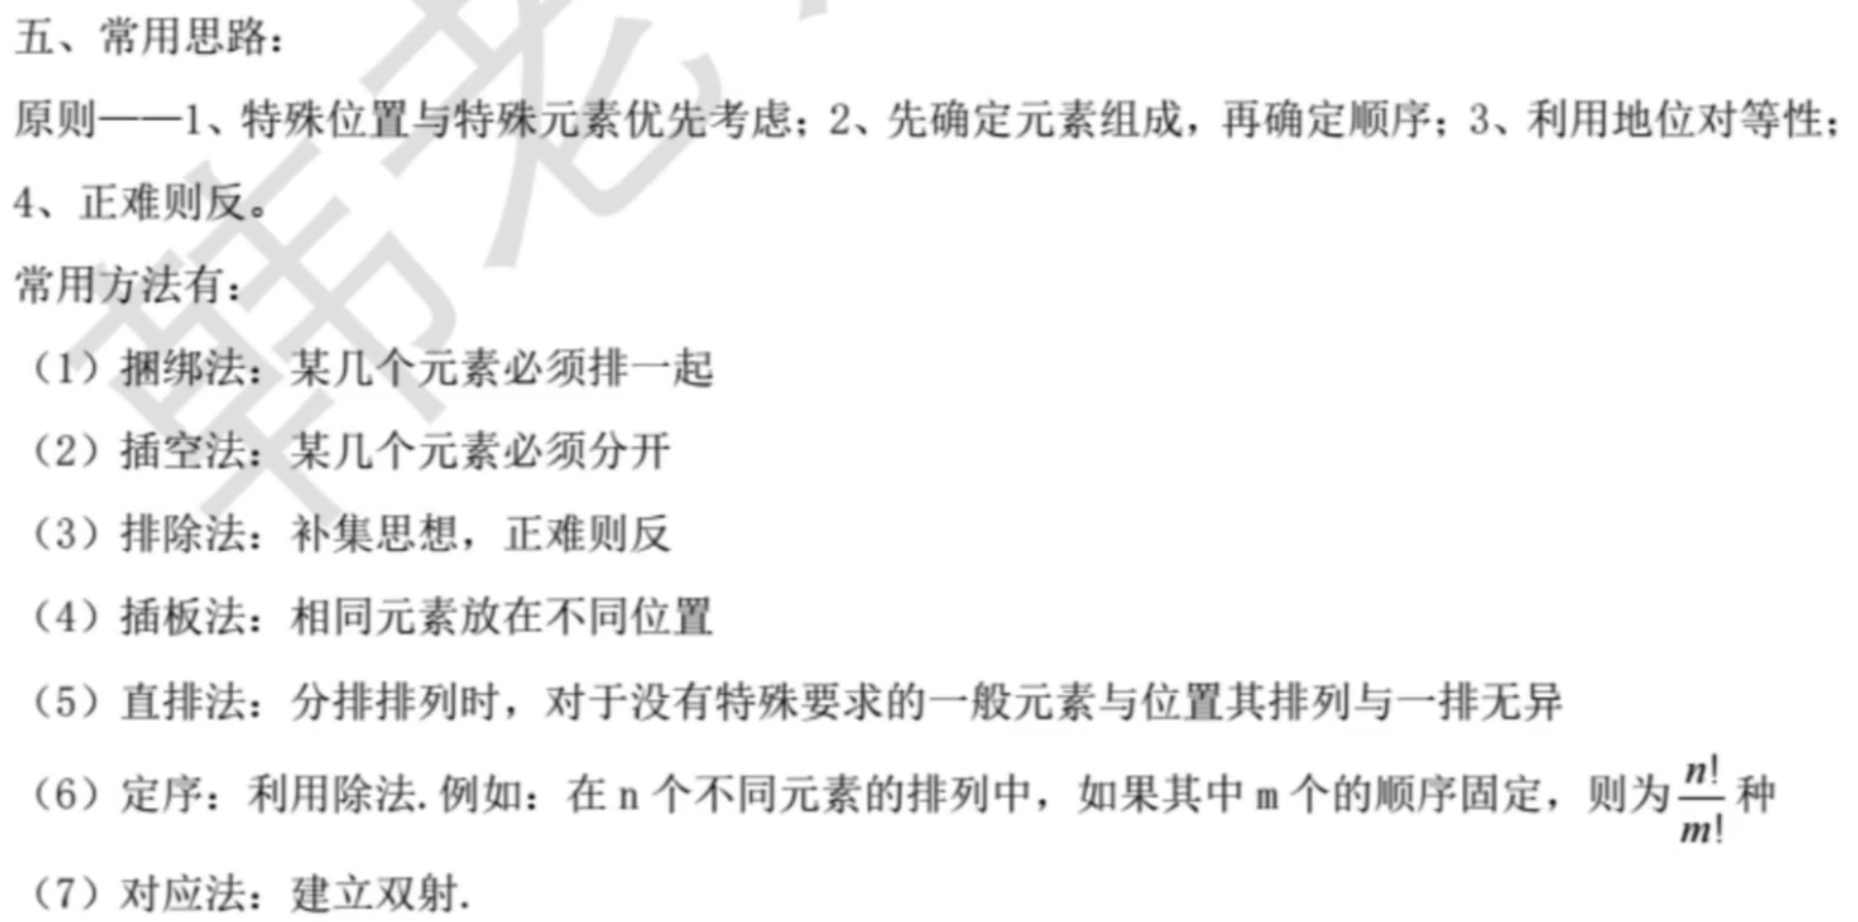 五、常用思路：
原则——1、特殊位置与特殊元素优先考虑；2、先确定元素组成，再确定顺序；3、利用地位对等性；
4、正难则反。
常用方法有：
（1）捆绑法：某几个元素必须排一起
（2）插空法：某几个元素必须分开
（3）排除法：补集思想，正难则反
（4）插板法：相同元素放在不同位置
（5）直排法：分排排列时，对于没有特殊要求的一般元素与位置其排列与一排无异
（6）定序：利用除法.例如：在 n 个不同元素的排列中，如果其中 m 个的顺序固定，则为 n!/m! 种
（7）对应法：建立双射.
韩老